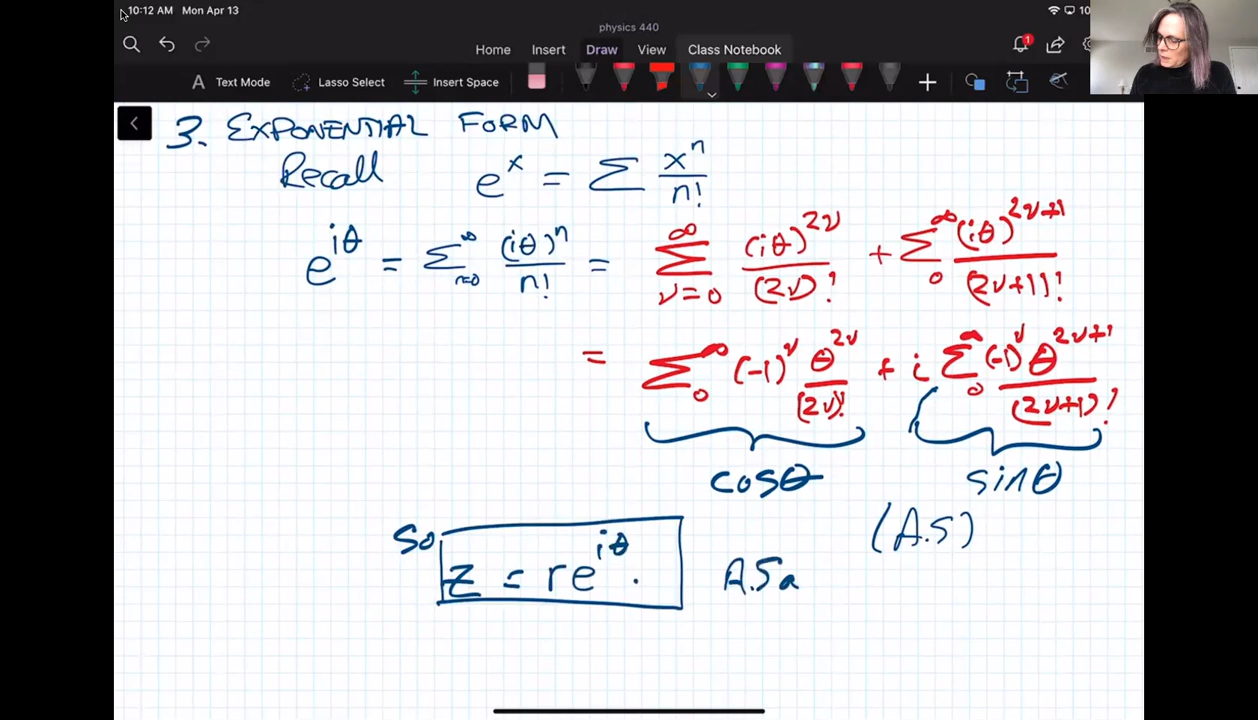 10:12 AM Mon Apr 13
10
physics 440
1
Home Insert Draw View Class Notebook
A Text Mode Lasso Select Insert Space
3. EXPONENTIAL FORM
Recall e^x = Σ x^n/n!
e^{iθ} = Σ_{n=0}^∞ (iθ)^n/n! = Σ_{ν=0}^∞ (iθ)^{2ν}/(2ν)! + Σ_0^∞ (iθ)^{2ν+1}/(2ν+1)!
= Σ_0^∞ (-1)^ν θ^{2ν}/(2ν)! + i Σ_0^∞ (-1)^ν θ^{2ν+1}/(2ν+1)!
cosθ sinθ
(A.5)
So z = re^{iθ}. A.5a